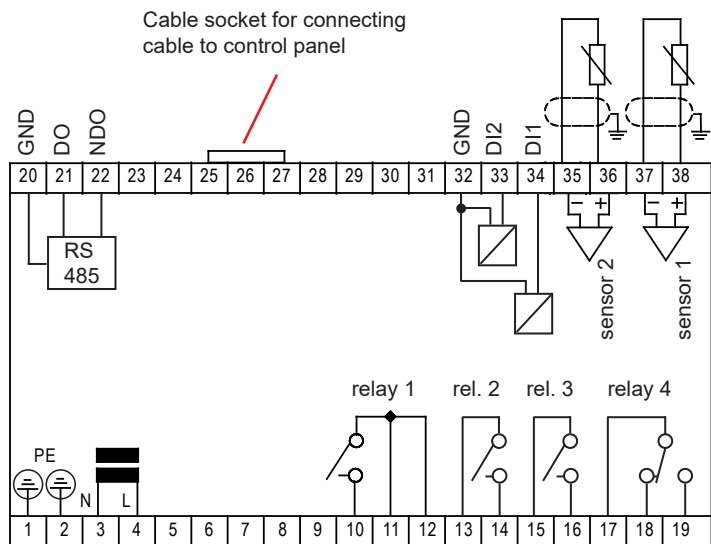 Cable socket for connecting
cable to control panel
GND DO NDO GND DI2 DI1
20 21 22 23 24 25 26 27 28 29 30 31 32 33 34 35 36 37 38
- + - +
RS
485
sensor 2 sensor 1
relay 1 rel. 2 rel. 3 relay 4
PE
N L
1 2 3 4 5 6 7 8 9 10 11 12 13 14 15 16 17 18 19